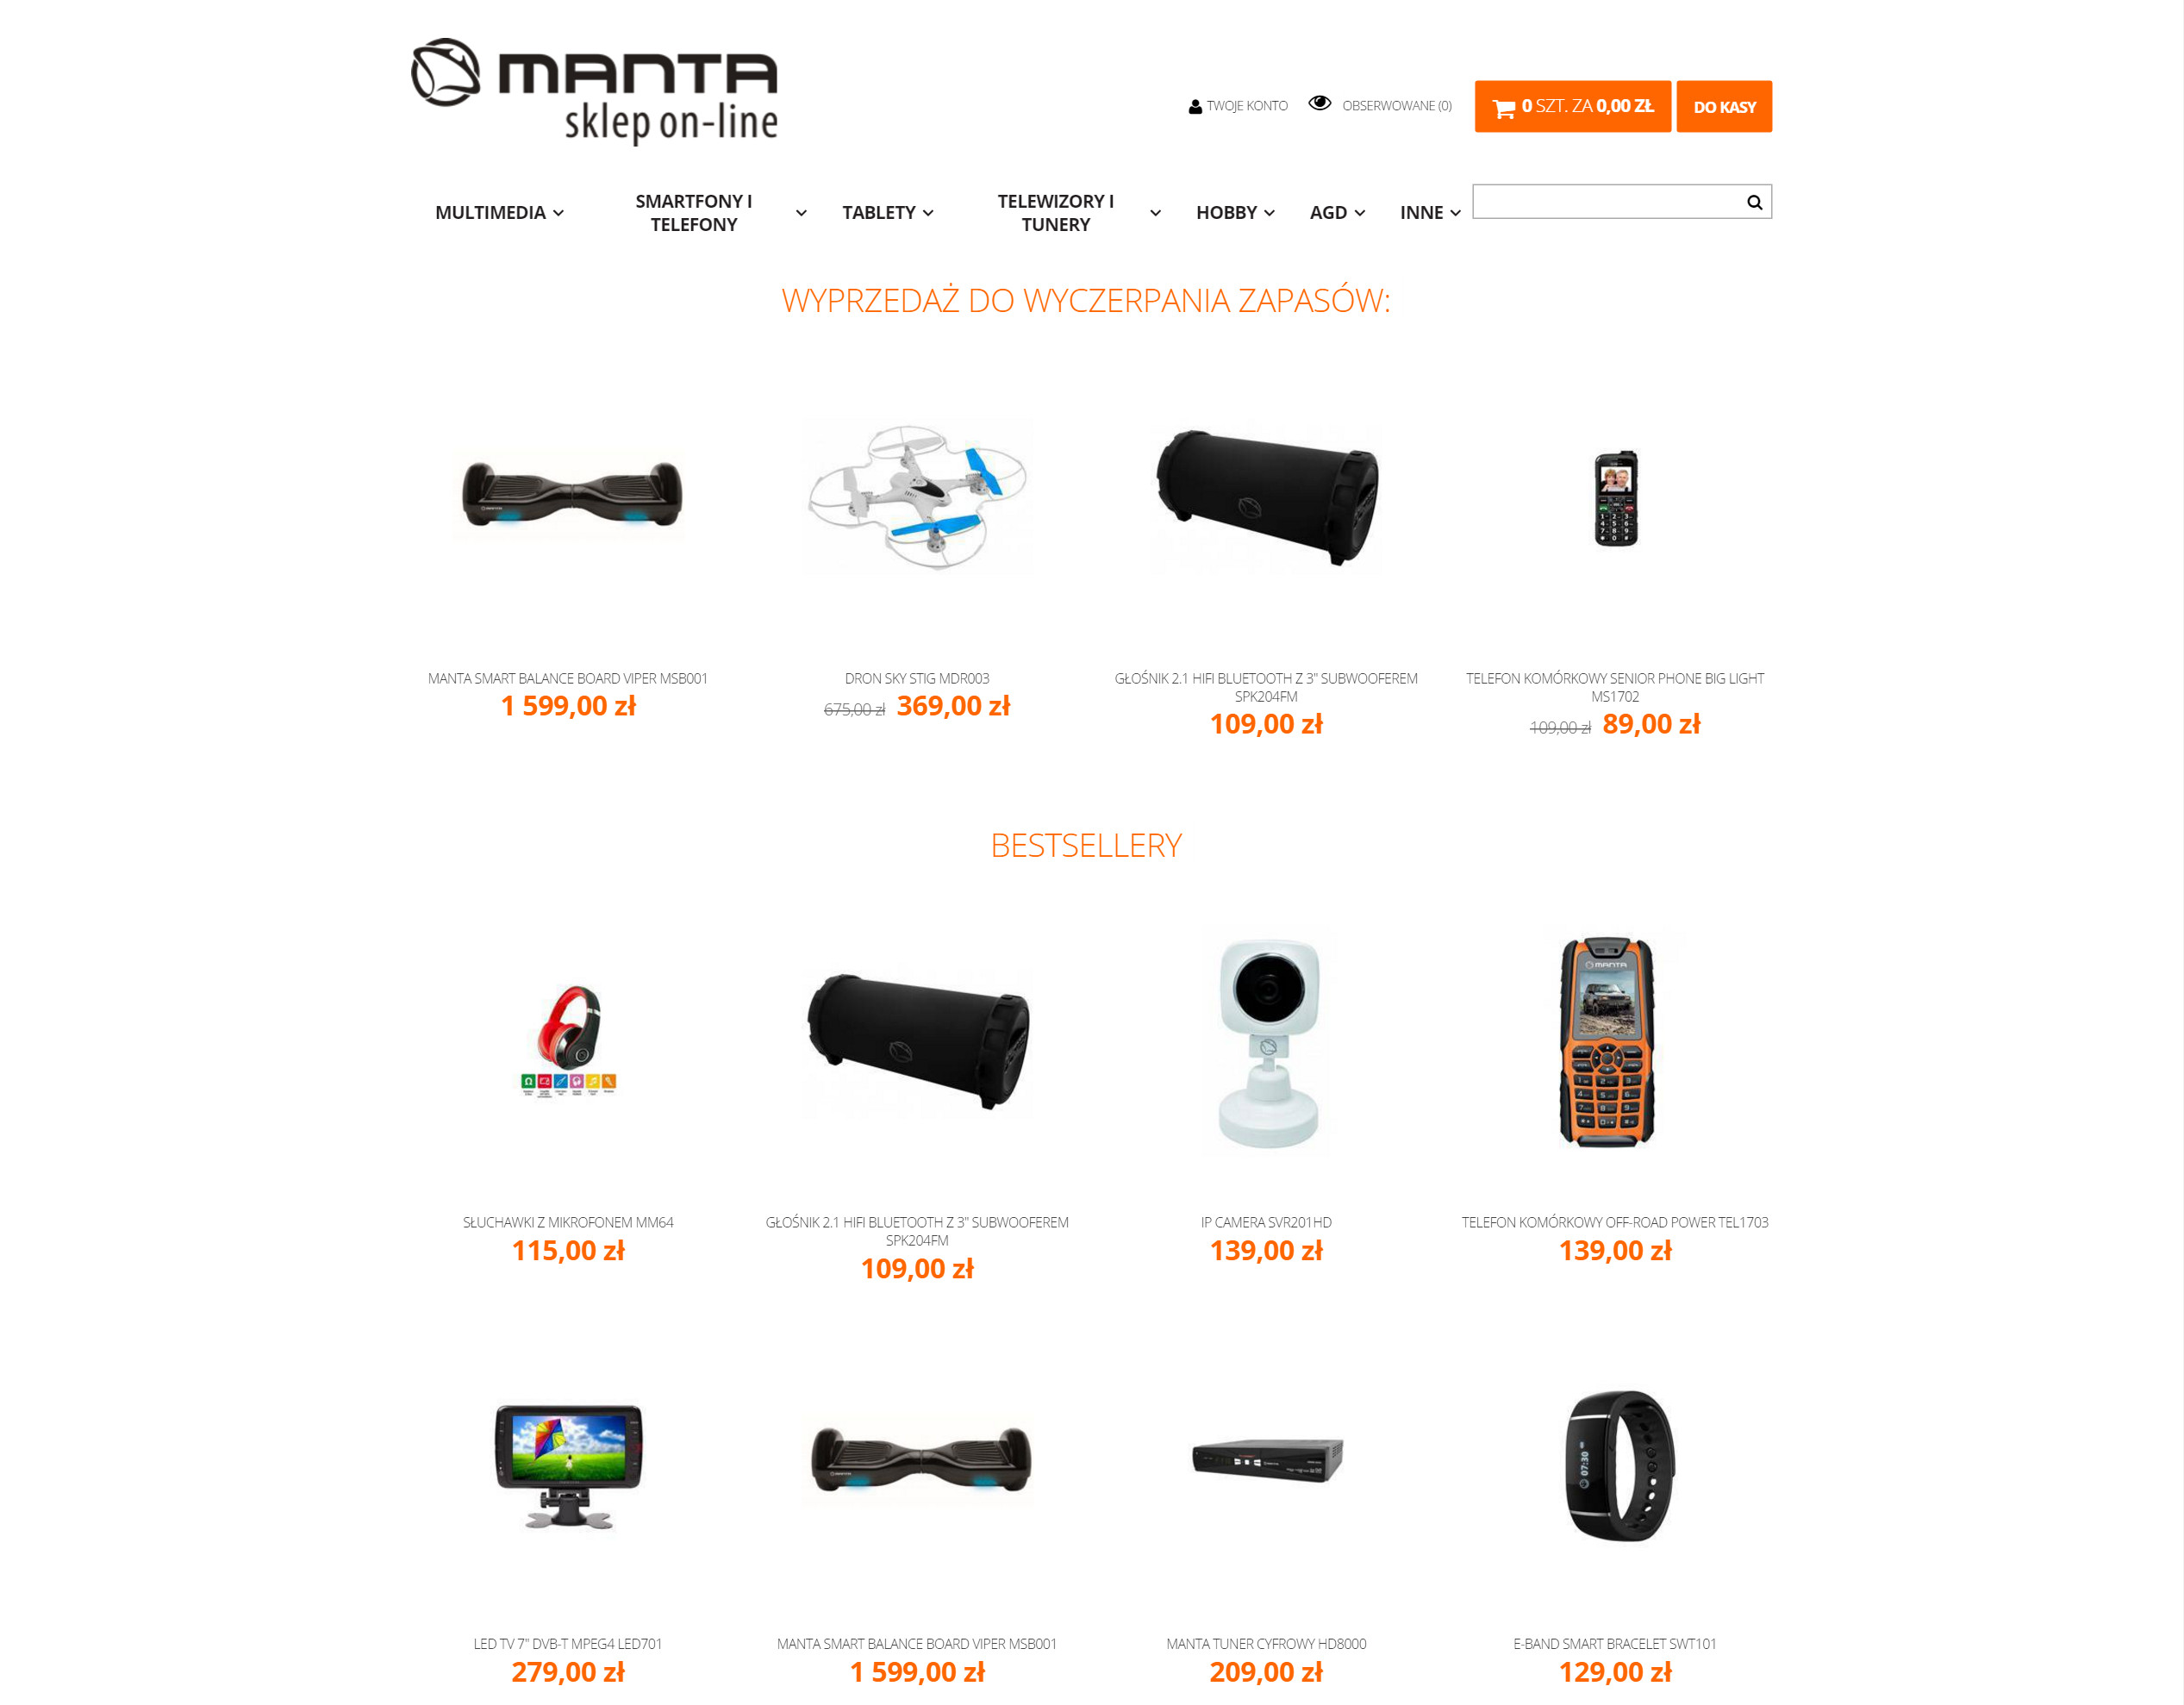 MANTA
sklep on-line
TWOJE KONTO
OBSERWOWANE (0)
0 SZT. ZA 0,00 ZŁ
DO KASY
MULTIMEDIA
SMARTFONY I
TELEFONY
TABLETY
TELEWIZORY I
TUNERY
HOBBY
AGD
INNE
WYPRZEDAŻ DO WYCZERPANIA ZAPASÓW:
MANTA SMART BALANCE BOARD VIPER MSB001
1 599,00 zł
DRON SKY STIG MDR003
675,00 zł 369,00 zł
GŁOŚNIK 2.1 HIFI BLUETOOTH Z 3" SUBWOOFEREM
SPK204FM
109,00 zł
TELEFON KOMÓRKOWY SENIOR PHONE BIG LIGHT
MS1702
109,00 zł 89,00 zł
BESTSELLERY
MANTA
SŁUCHAWKI Z MIKROFONEM MM64
115,00 zł
GŁOŚNIK 2.1 HIFI BLUETOOTH Z 3" SUBWOOFEREM
SPK204FM
109,00 zł
IP CAMERA SVR201HD
139,00 zł
TELEFON KOMÓRKOWY OFF-ROAD POWER TEL1703
139,00 zł
07:30
LED TV 7" DVB-T MPEG4 LED701
279,00 zł
MANTA SMART BALANCE BOARD VIPER MSB001
1 599,00 zł
MANTA TUNER CYFROWY HD8000
209,00 zł
E-BAND SMART BRACELET SWT101
129,00 zł